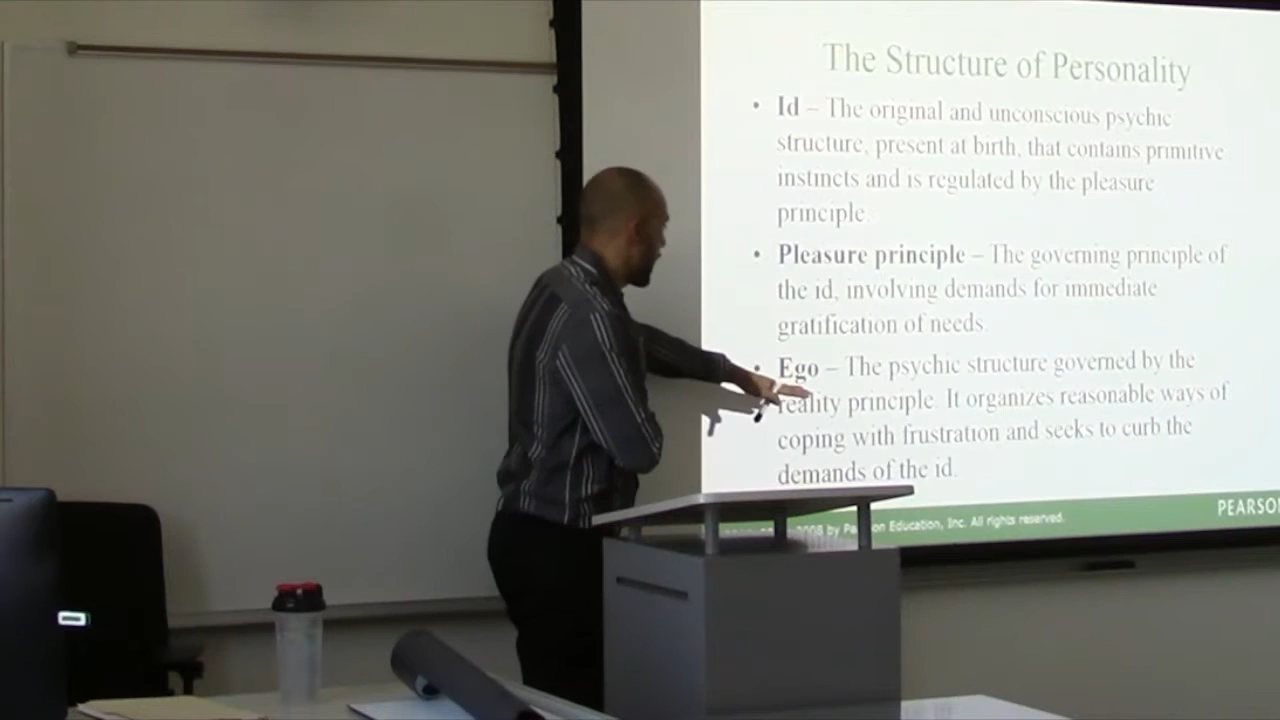 The Structure of Personality
• Id – The original and unconscious psychic
structure, present at birth, that contains primitive
instincts and is regulated by the pleasure
principle.
• Pleasure principle – The governing principle of
the id, involving demands for immediate
gratification of needs.
• Ego – The psychic structure governed by the
reality principle. It organizes reasonable ways of
coping with frustration and seeks to curb the
demands of the id.
2008 by Pearson Education, Inc. All rights reserved.
PEARSON